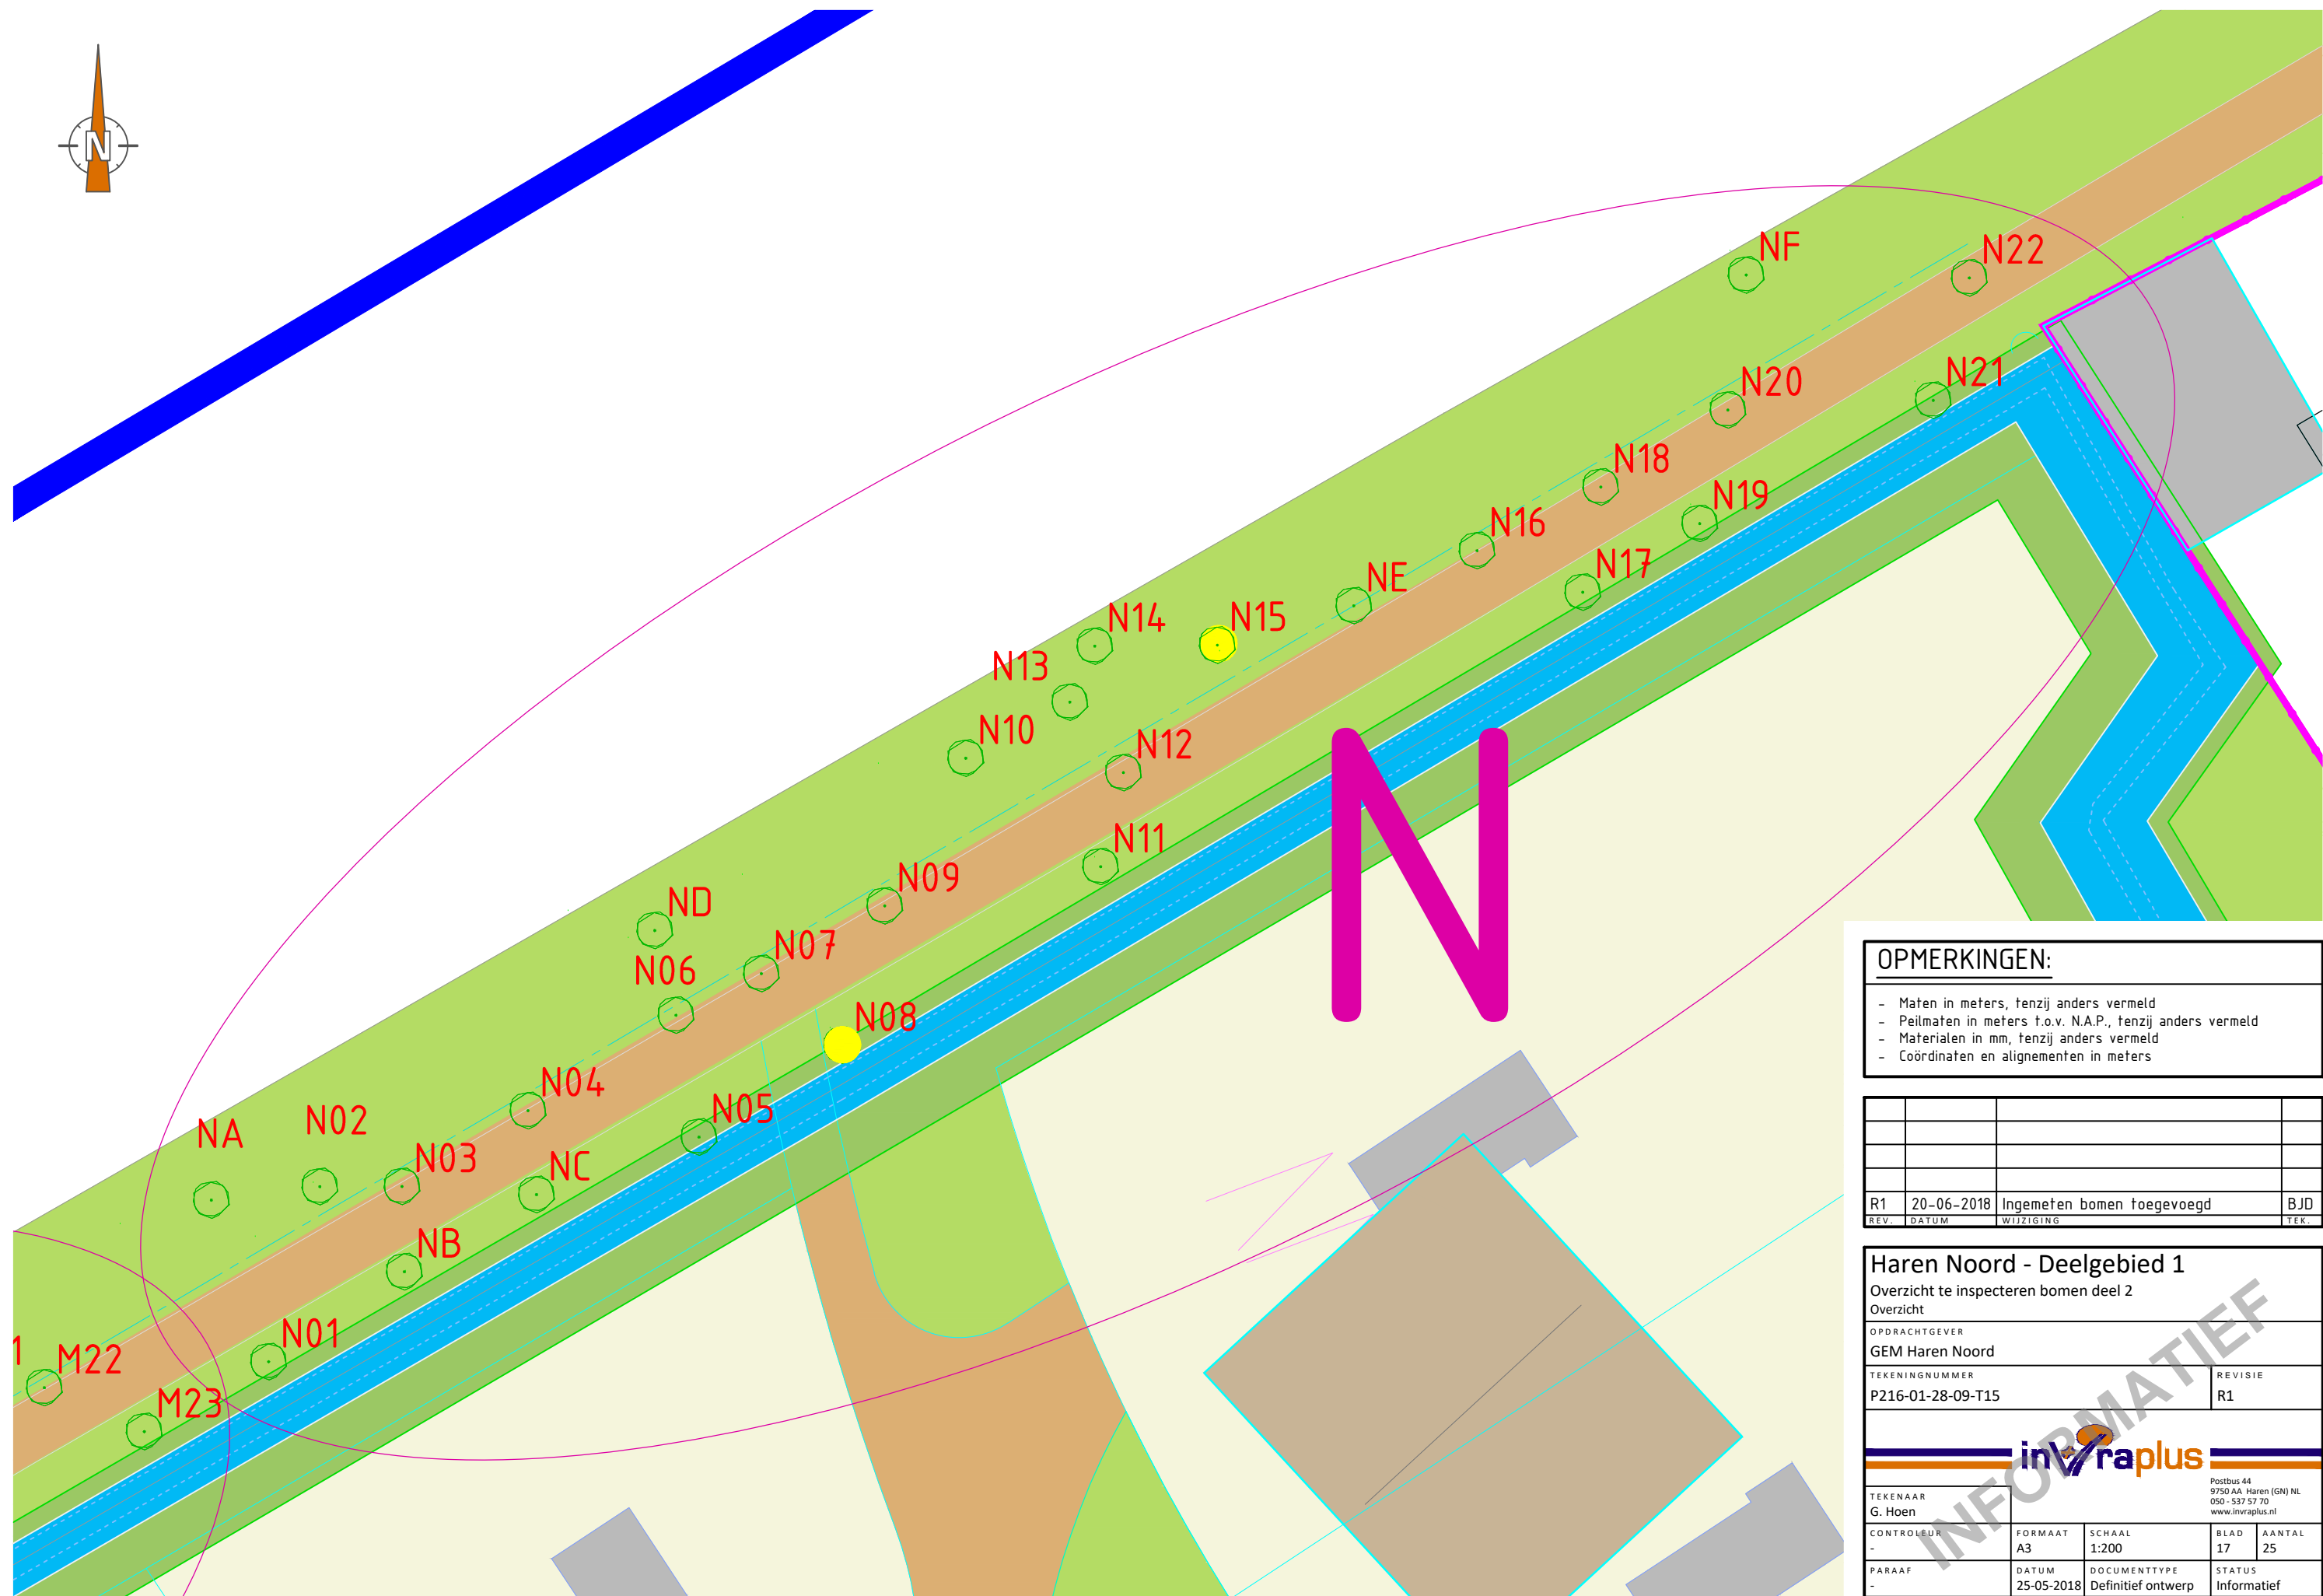 N
NF
N22
N21
N20
N18
N19
N16
N17
NE
N14
N15
N13
N10
N12
N11
N09
ND
N07
N06
N08
N04
N05
NA
N02
N03
NC
NB
N01
1
M22
M23
N
OPMERKINGEN:
- Maten in meters, tenzij anders vermeld
- Peilmaten in meters t.o.v. N.A.P., tenzij anders vermeld
- Materialen in mm, tenzij anders vermeld
- Coördinaten en alignementen in meters
R1 20-06-2018 Ingemeten bomen toegevoegd BJD
REV. DATUM WIJZIGING TEK.
Haren Noord - Deelgebied 1
Overzicht te inspecteren bomen deel 2
Overzicht
OPDRACHTGEVER
GEM Haren Noord
TEKENINGNUMMER REVISIE
P216-01-28-09-T15 R1
invraplus
Postbus 44
9750 AA Haren (GN) NL
050 - 537 57 70
www.invraplus.nl
TEKENAAR
G. Hoen
CONTROLEUR FORMAAT SCHAAL BLAD AANTAL
- A3 1:200 17 25
PARAAF DATUM DOCUMENTTYPE STATUS
- 25-05-2018 Definitief ontwerp Informatief
INFORMATIEF